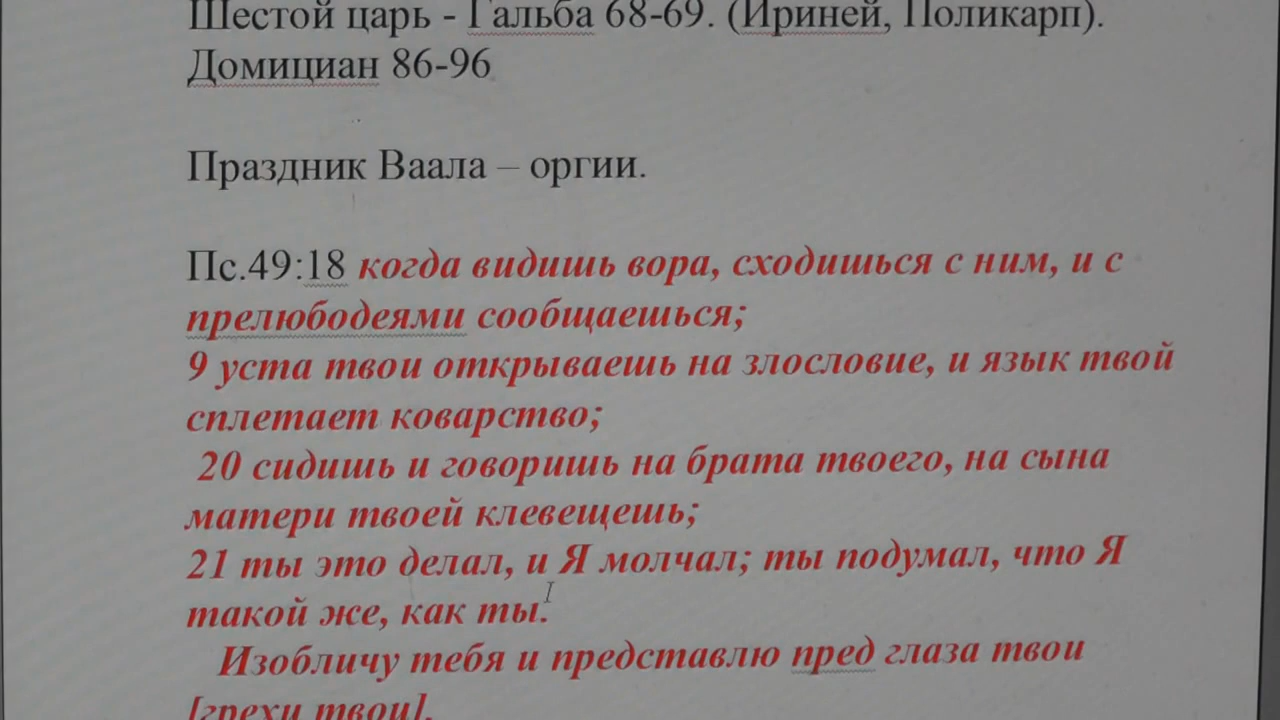 Шестой царь - Гальба 68-69. (Ириней, Поликарп).
Домициан 86-96
Праздник Ваала – оргии.
Пс.49:18 когда видишь вора, сходишься с ним, и с
прелюбодеями сообщаешься;
9 уста твои открываешь на злословие, и язык твой
сплетает коварство;
20 сидишь и говоришь на брата твоего, на сына
матери твоей клевещешь;
21 ты это делал, и Я молчал; ты подумал, что Я
такой же, как ты.
Изобличу тебя и представлю пред глаза твои
[грехи твои].